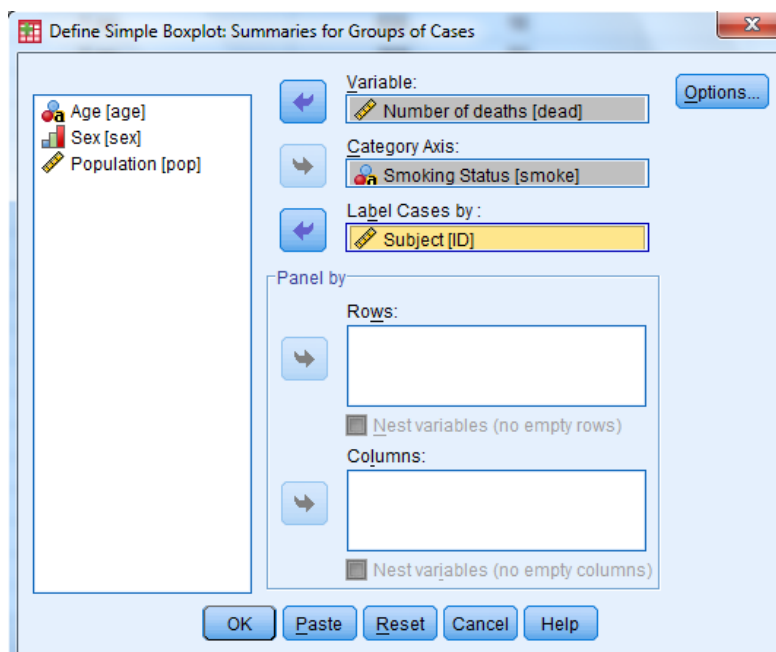 Define Simple Boxplot: Summaries for Groups of Cases
Age [age]
Sex [sex]
Population [pop]
Variable:
Number of deaths [dead]
Category Axis:
Smoking Status [smoke]
Label Cases by :
Subject [ID]
Options...
Panel by
Rows:
Nest variables (no empty rows)
Columns:
Nest variables (no empty columns)
OK Paste Reset Cancel Help